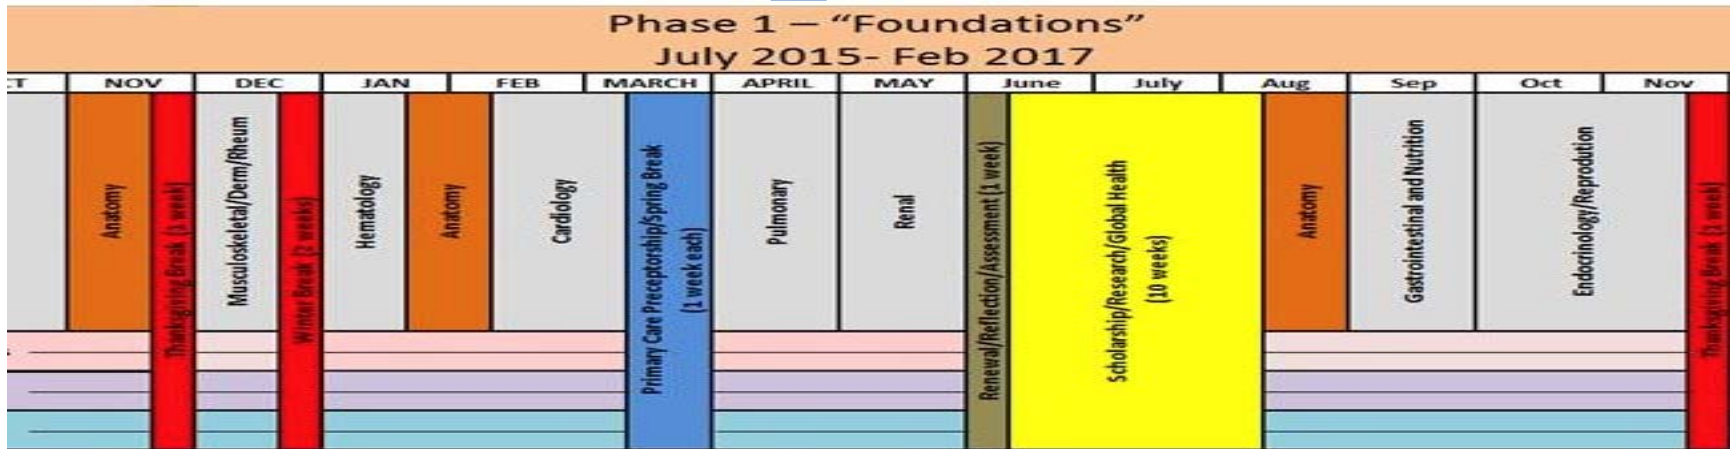 Phase 1 – “Foundations”
July 2015- Feb 2017
NOV
DEC
JAN
FEB
MARCH
APRIL
MAY
June
July
Aug
Sep
Oct
Nov
Anatomy
Thanksgiving Break (1 week)
Musculoskeletal/Derm/Rheum
Winter Break (2 weeks)
Hematology
Anatomy
Cardiology
Primary Care Preceptorship/Spring Break
(1 week each)
Pulmonary
Renal
Renewal/Reflection/Assessment (1 week)
Scholarship/Research/Global Health
(10 weeks)
Anatomy
Gastrointestinal and Nutrition
Endocrinology/Reprodution
Thanksgiving Break (1 week)